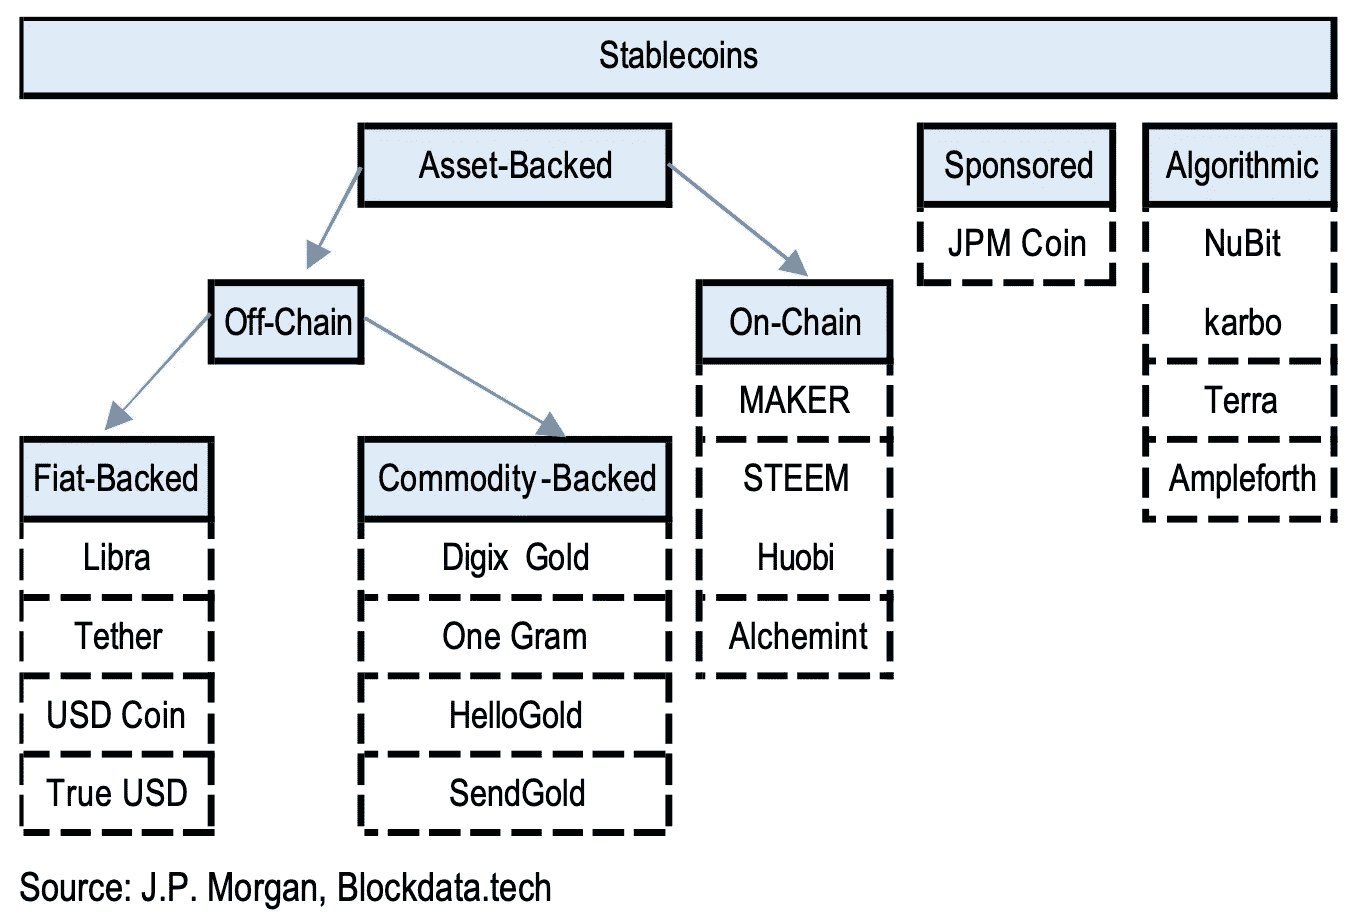 Stablecoins
Asset-Backed
Sponsored
Algorithmic
JPM Coin
NuBit
Off-Chain
On-Chain
karbo
MAKER
Terra
Fiat-Backed
Commodity-Backed
STEEM
Ampleforth
Libra
Digix Gold
Huobi
Tether
One Gram
Alchemint
USD Coin
HelloGold
True USD
SendGold
Source: J.P. Morgan, Blockdata.tech